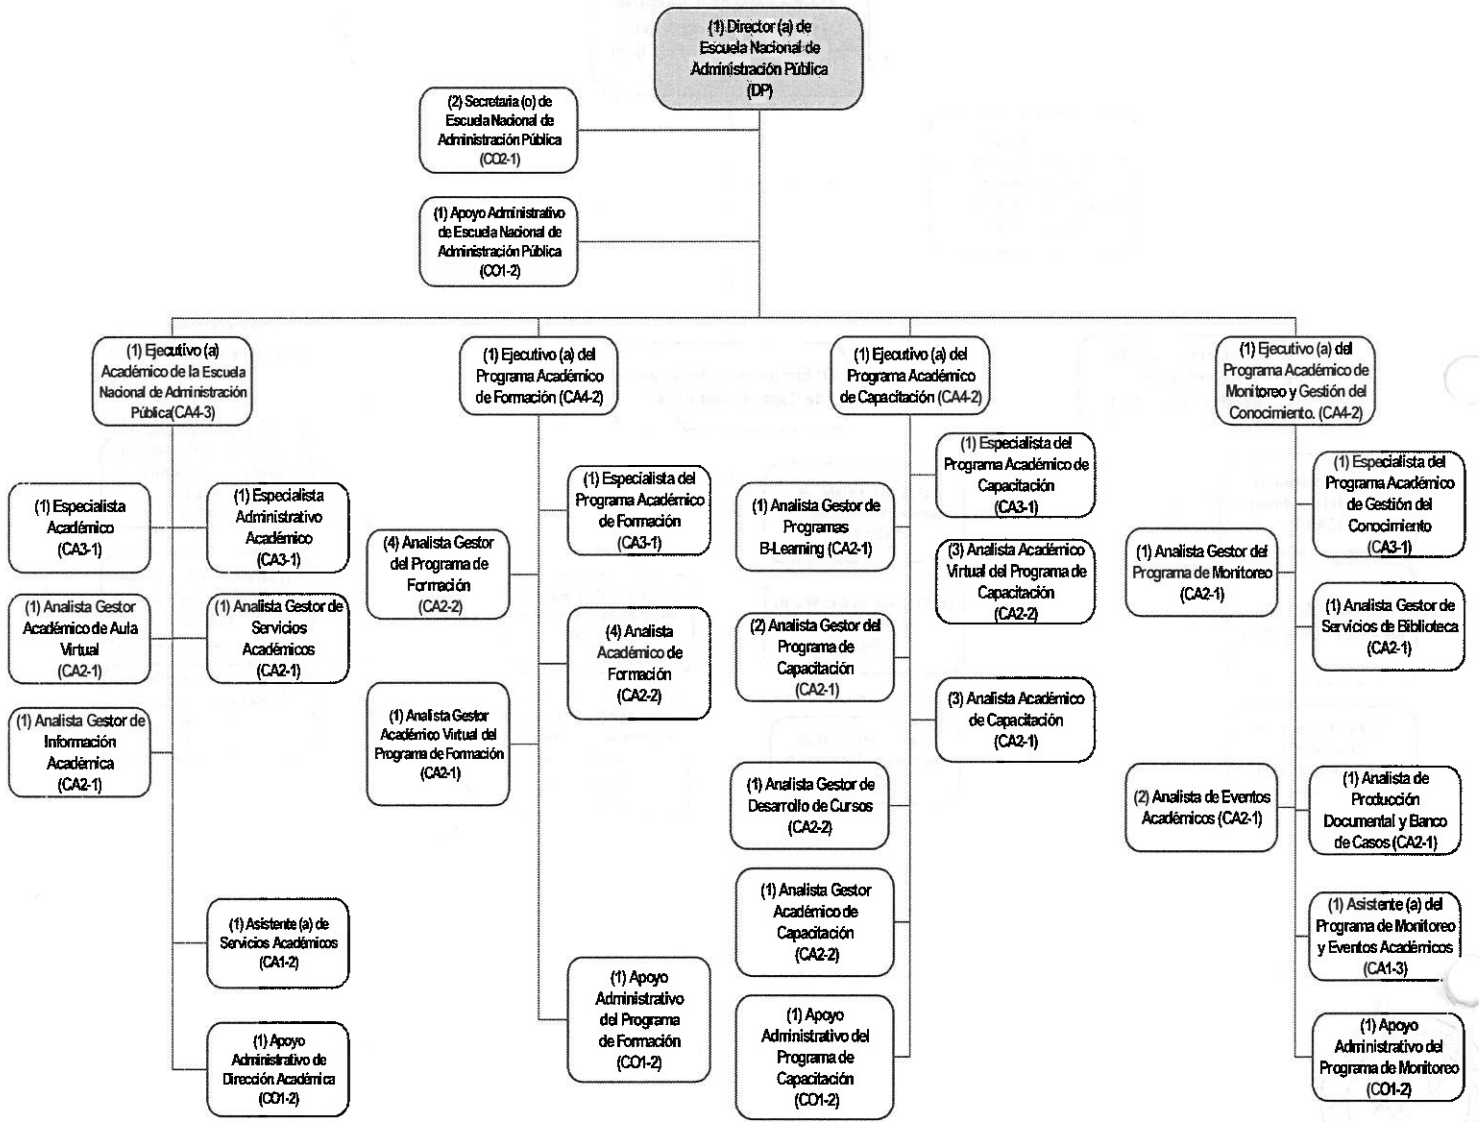 (1) Director (a) de
Escuela Nacional de
Administración Pública
(DP)
(2) Secretaria (o) de
Escuela Nacional de
Administración Pública
(CO2-1)
(1) Apoyo Administrativo
de Escuela Nacional de
Administración Pública
(CO1-2)
(1) Ejecutivo (a)
Académico de la Escuela
Nacional de Administración
Pública(CA4-3)
(1) Especialista
Académico
(CA3-1)
(1) Especialista
Administrativo
Académico
(CA3-1)
(1) Analista Gestor
Académico de Aula
Virtual
(CA2-1)
(1) Analista Gestor de
Servicios
Académicos
(CA2-1)
(1) Analista Gestor de
Información
Académica
(CA2-1)
(1) Asistente (a) de
Servicios Académicos
(CA1-2)
(1) Apoyo
Administrativo de
Dirección Académica
(CO1-2)
(1) Ejecutivo (a) del
Programa Académico
de Formación (CA4-2)
(1) Especialista del
Programa Académico
de Formación
(CA3-1)
(4) Analista Gestor
del Programa de
Formación
(CA2-2)
(4) Analista
Académico de
Formación
(CA2-2)
(1) Analista Gestor
Académico Virtual del
Programa de Formación
(CA2-1)
(1) Apoyo
Administrativo
del Programa
de Formación
(CO1-2)
(1) Ejecutivo (a) del
Programa Académico
de Capacitación (CA4-2)
(1) Especialista del
Programa Académico de
Capacitación
(CA3-1)
(1) Analista Gestor de
Programas
B-Learning (CA2-1)
(3) Analista Académico
Virtual del Programa de
Capacitación
(CA2-2)
(2) Analista Gestor del
Programa de
Capacitación
(CA2-1)
(3) Analista Académico
de Capacitación
(CA2-1)
(1) Analista Gestor de
Desarrollo de Cursos
(CA2-2)
(1) Analista Gestor
Académico de
Capacitación
(CA2-2)
(1) Apoyo
Administrativo del
Programa de
Capacitación
(CO1-2)
(1) Ejecutivo (a) del
Programa Académico de
Monitoreo y Gestión del
Conocimiento. (CA4-2)
(1) Especialista del
Programa Académico
de Gestión del
Conocimiento
(CA3-1)
(1) Analista Gestor del
Programa de Monitoreo
(CA2-1)
(1) Analista Gestor de
Servicios de Biblioteca
(CA2-1)
(2) Analista de Eventos
Académicos (CA2-1)
(1) Analista de
Producción
Documental y Banco
de Casos (CA2-1)
(1) Asistente (a) del
Programa de Monitoreo
y Eventos Académicos
(CA1-3)
(1) Apoyo
Administrativo del
Programa de Monitoreo
(CO1-2)